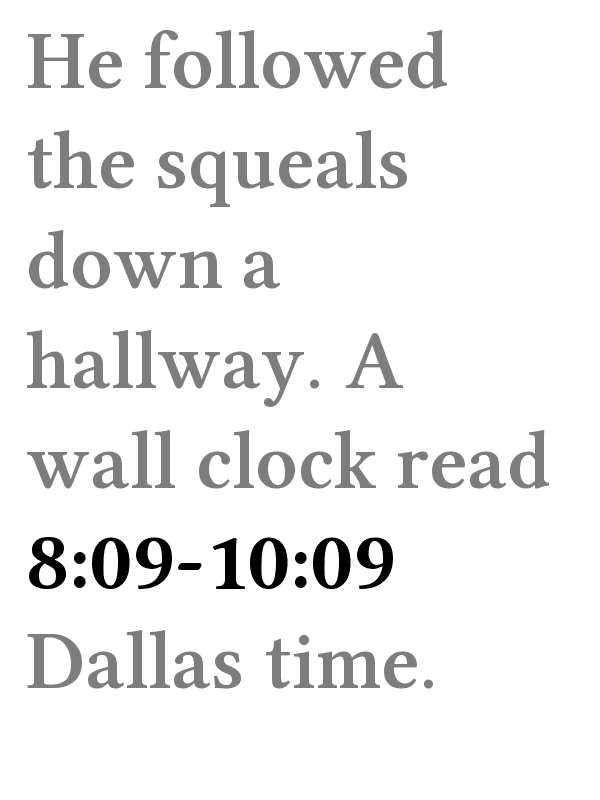 He followed
the squeals
down a
hallway. A
wall clock read
8:09-10:09
Dallas time.